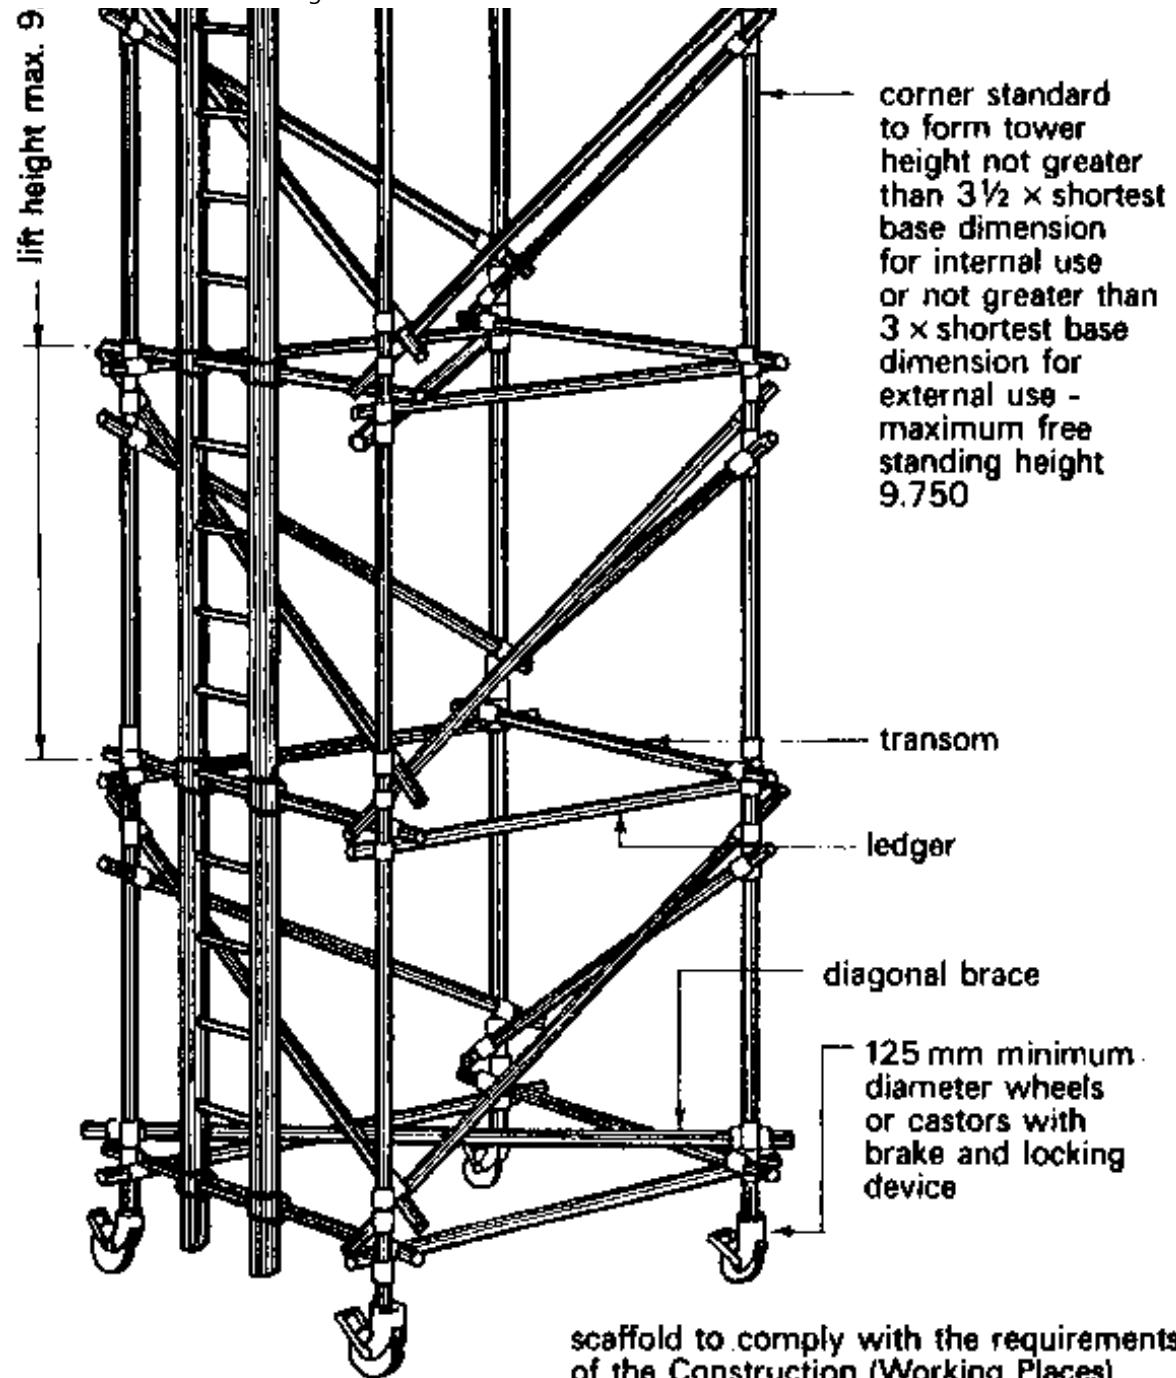 lift height max. 9
corner standard
to form tower
height not greater
than 3½ × shortest
base dimension
for internal use
or not greater than
3 × shortest base
dimension for
external use -
maximum free
standing height
9.750
transom
ledger
diagonal brace
125 mm minimum
diameter wheels
or castors with
brake and locking
device
scaffold to comply with the requirements
of the Construction (Working Places)